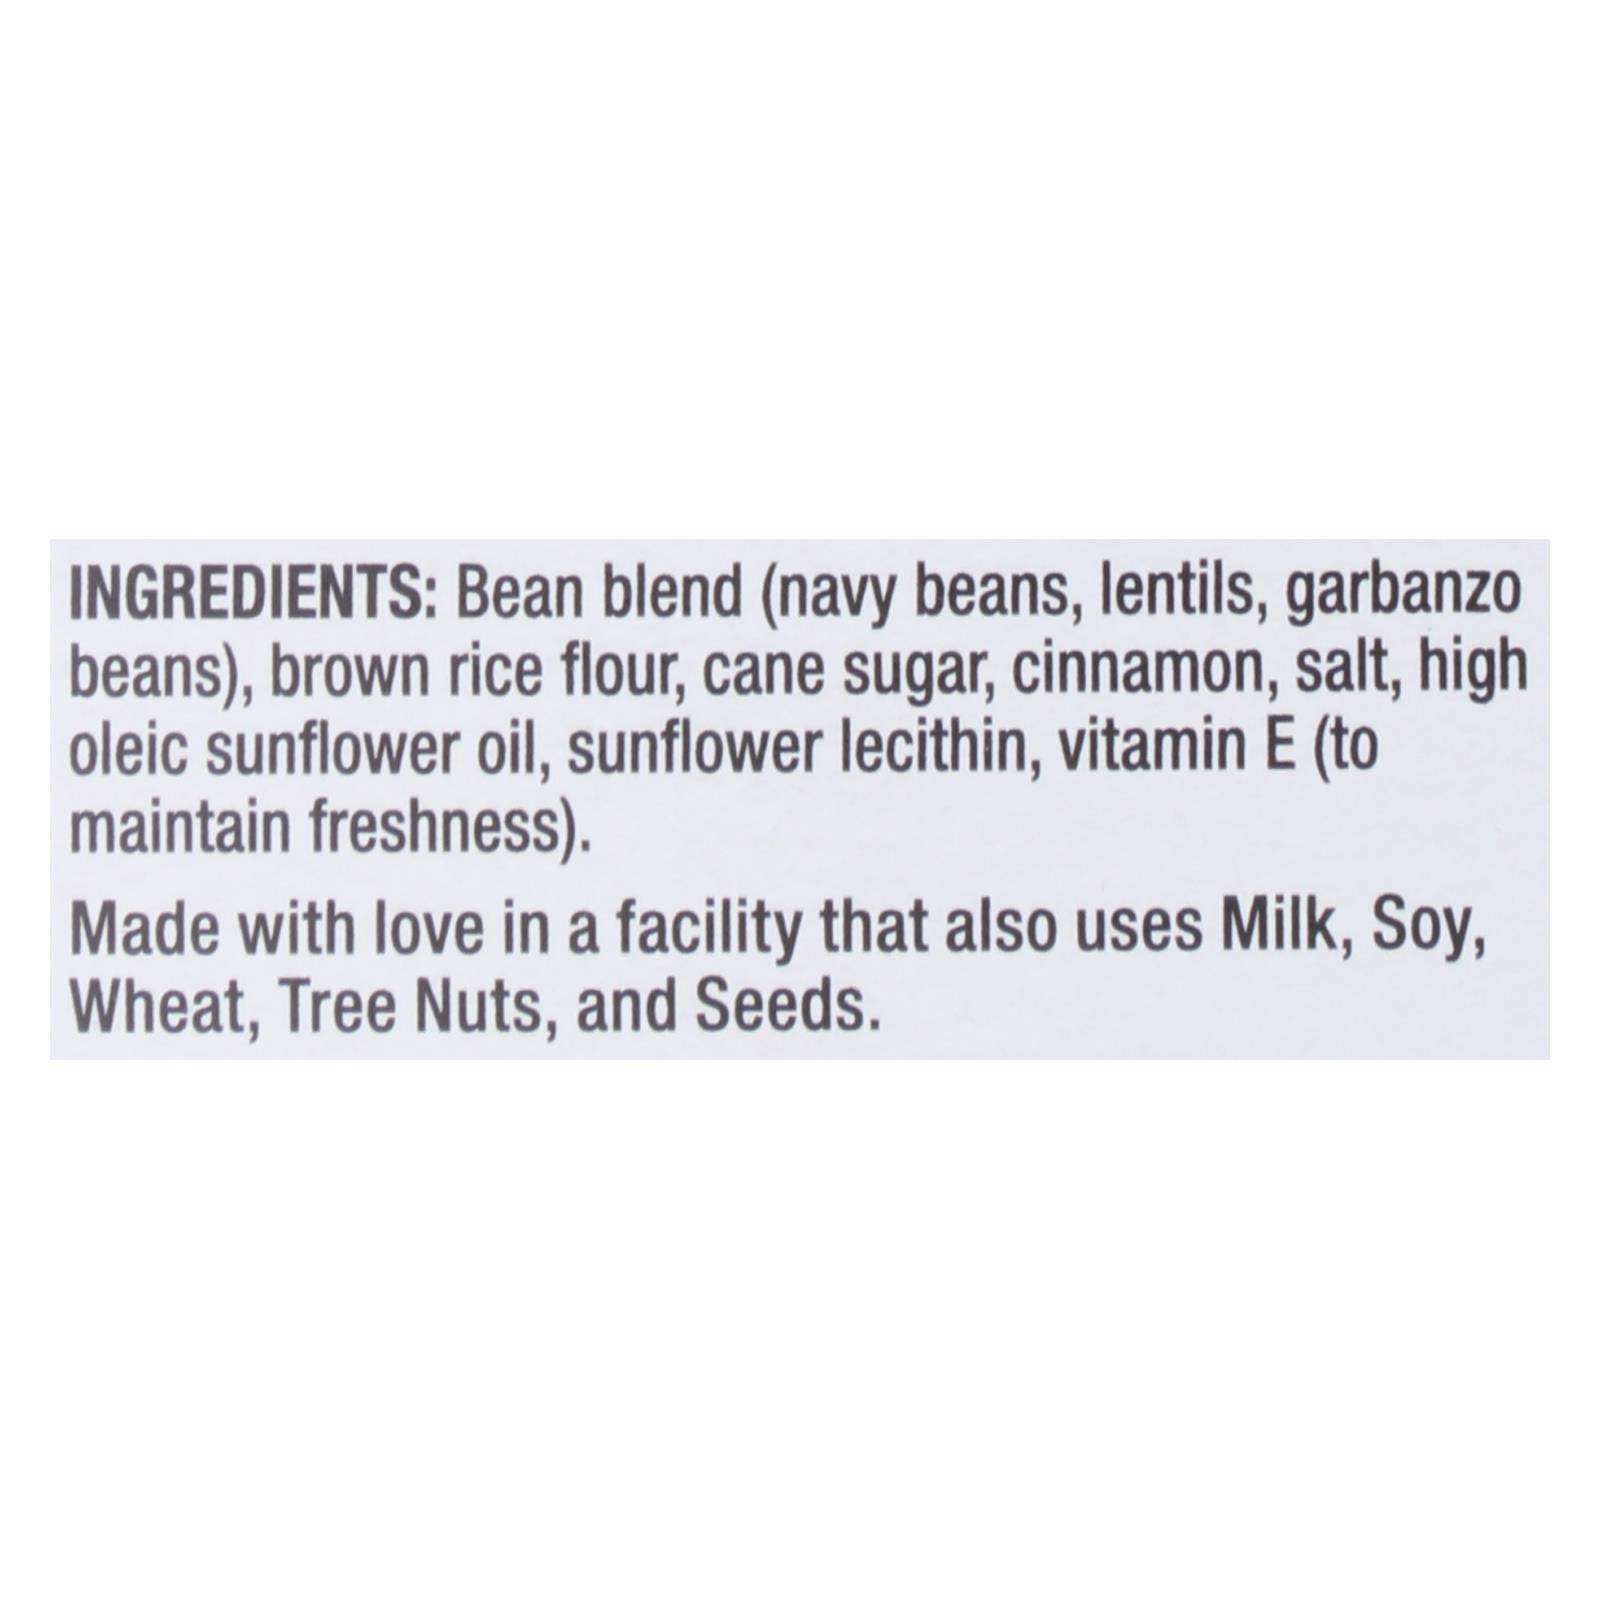 INGREDIENTS: Bean blend (navy beans, lentils, garbanzo
beans), brown rice flour, cane sugar, cinnamon, salt, high
oleic sunflower oil, sunflower lecithin, vitamin E (to
maintain freshness).
Made with love in a facility that also uses Milk, Soy,
Wheat, Tree Nuts, and Seeds.